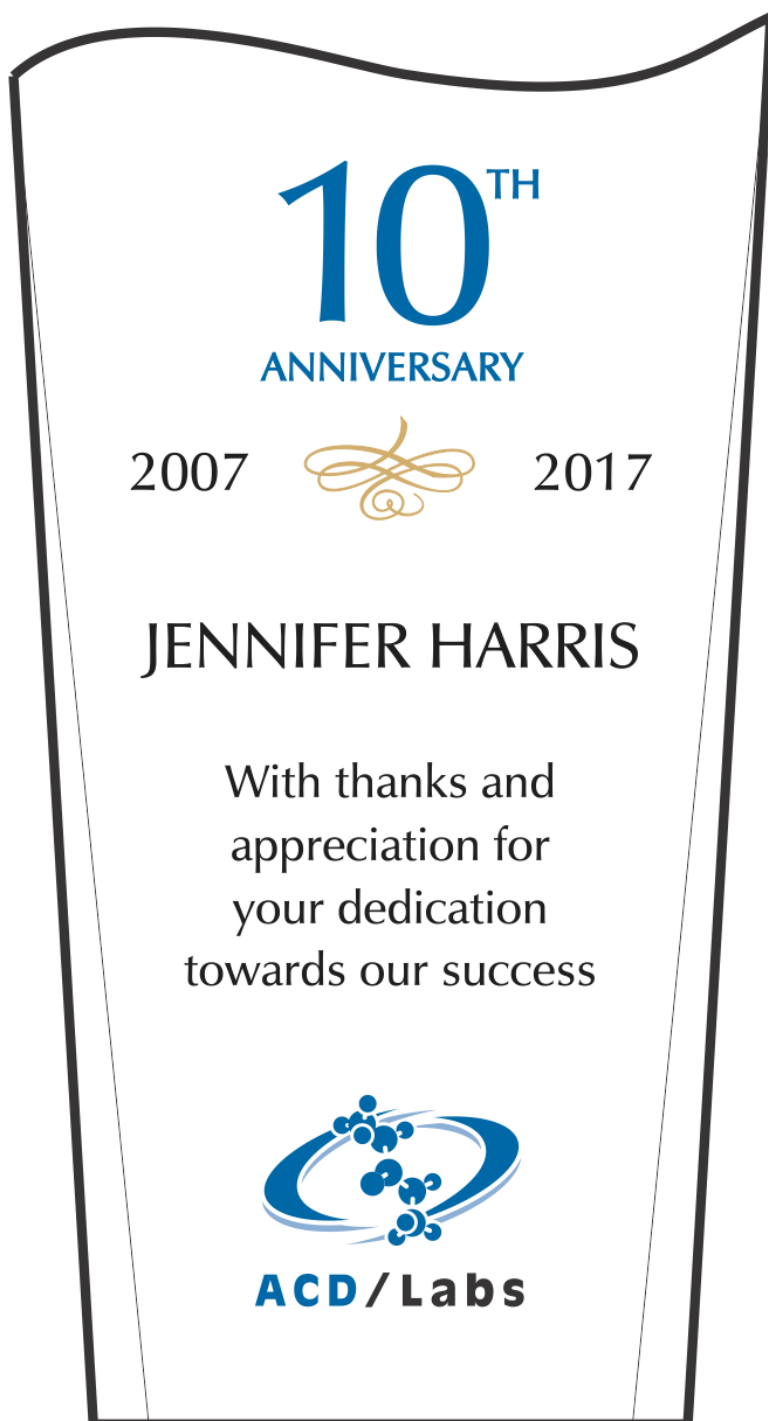 10TH
ANNIVERSARY
2007 2017
JENNIFER HARRIS
With thanks and
appreciation for
your dedication
towards our success
ACD/Labs